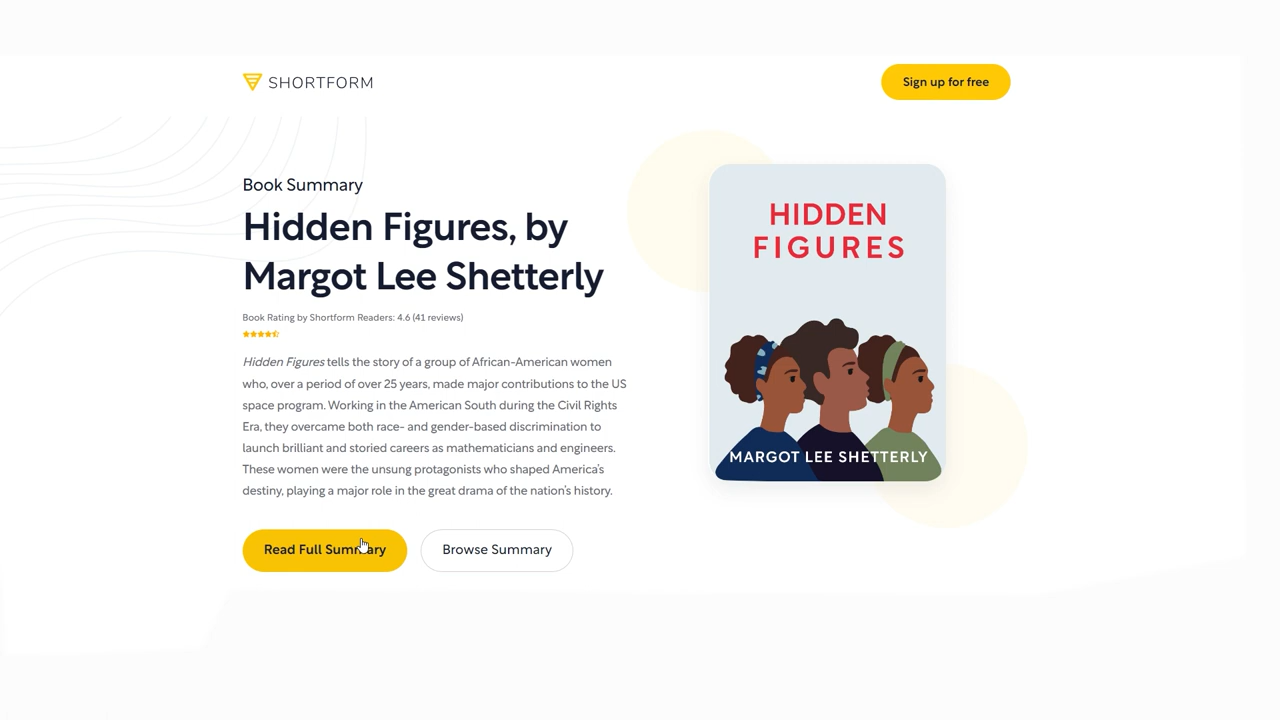 SHORTFORM
Sign up for free
Book Summary
Hidden Figures, by
Margot Lee Shetterly
Book Rating by Shortform Readers: 4.6 (41 reviews)
Hidden Figures tells the story of a group of African-American women
who, over a period of over 25 years, made major contributions to the US
space program. Working in the American South during the Civil Rights
Era, they overcame both race- and gender-based discrimination to
launch brilliant and storied careers as mathematicians and engineers.
These women were the unsung protagonists who shaped America's
destiny, playing a major role in the great drama of the nation's history.
Read Full Summary
Browse Summary
HIDDEN
FIGURES
MARGOT LEE SHETTERLY